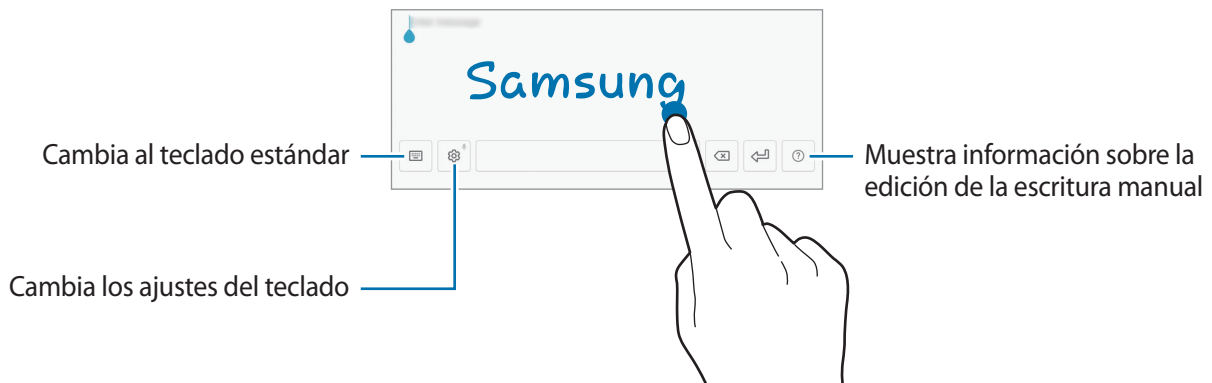 Samsung
Cambia al teclado estándar
Muestra información sobre la
edición de la escritura manual
Cambia los ajustes del teclado